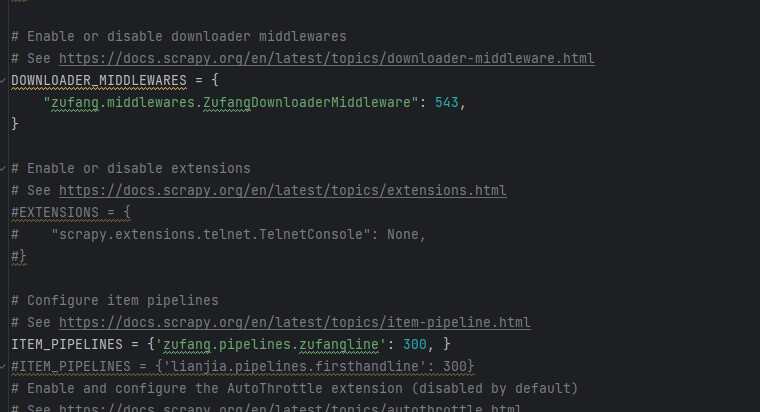 # Enable or disable downloader middlewares
# See https://docs.scrapy.org/en/latest/topics/downloader-middleware.html
DOWNLOADER_MIDDLEWARES = {
    "zufang.middlewares.ZufangDownloaderMiddleware": 543,
}
# Enable or disable extensions
# See https://docs.scrapy.org/en/latest/topics/extensions.html
#EXTENSIONS = {
#    "scrapy.extensions.telnet.TelnetConsole": None,
#}
# Configure item pipelines
# See https://docs.scrapy.org/en/latest/topics/item-pipeline.html
ITEM_PIPELINES = {'zufang.pipelines.zufangline': 300, }
#ITEM_PIPELINES = {'lianjia.pipelines.firsthandline': 300}
# Enable and configure the AutoThrottle extension (disabled by default)
# See https://docs.scrapy.org/en/latest/topics/autothrottle.html